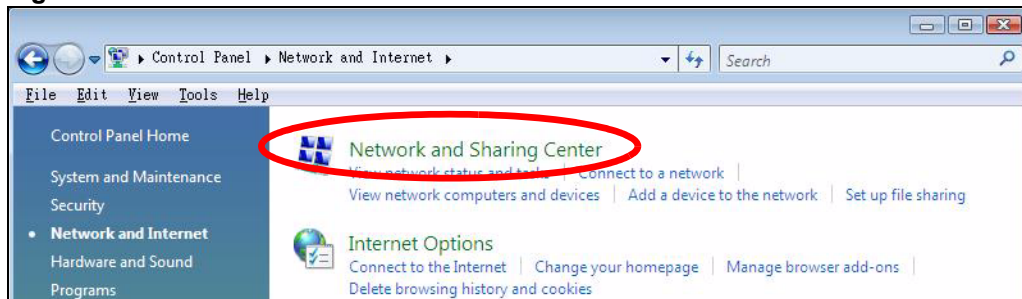 Control Panel ▸ Network and Internet ▸ Search
File Edit View Tools Help
Control Panel Home
System and Maintenance
Security
• Network and Internet
Hardware and Sound
Programs
Network and Sharing Center
View network status and tasks | Connect to a network |
View network computers and devices | Add a device to the network | Set up file sharing
Internet Options
Connect to the Internet | Change your homepage | Manage browser add-ons |
Delete browsing history and cookies